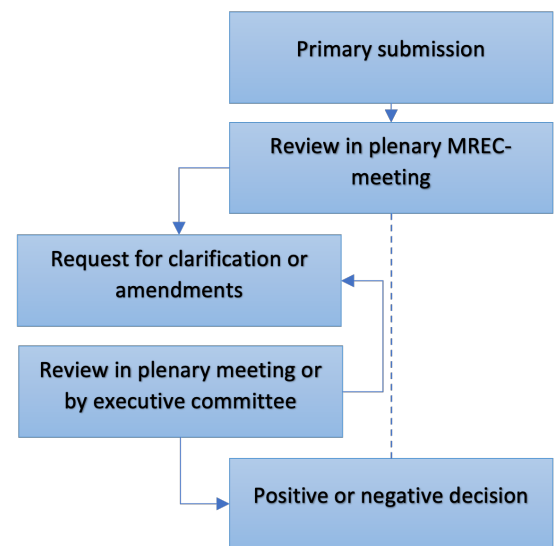 Primary submission
Review in plenary MREC-
meeting
Request for clarification or
amendments
Review in plenary meeting or
by executive committee
Positive or negative decision